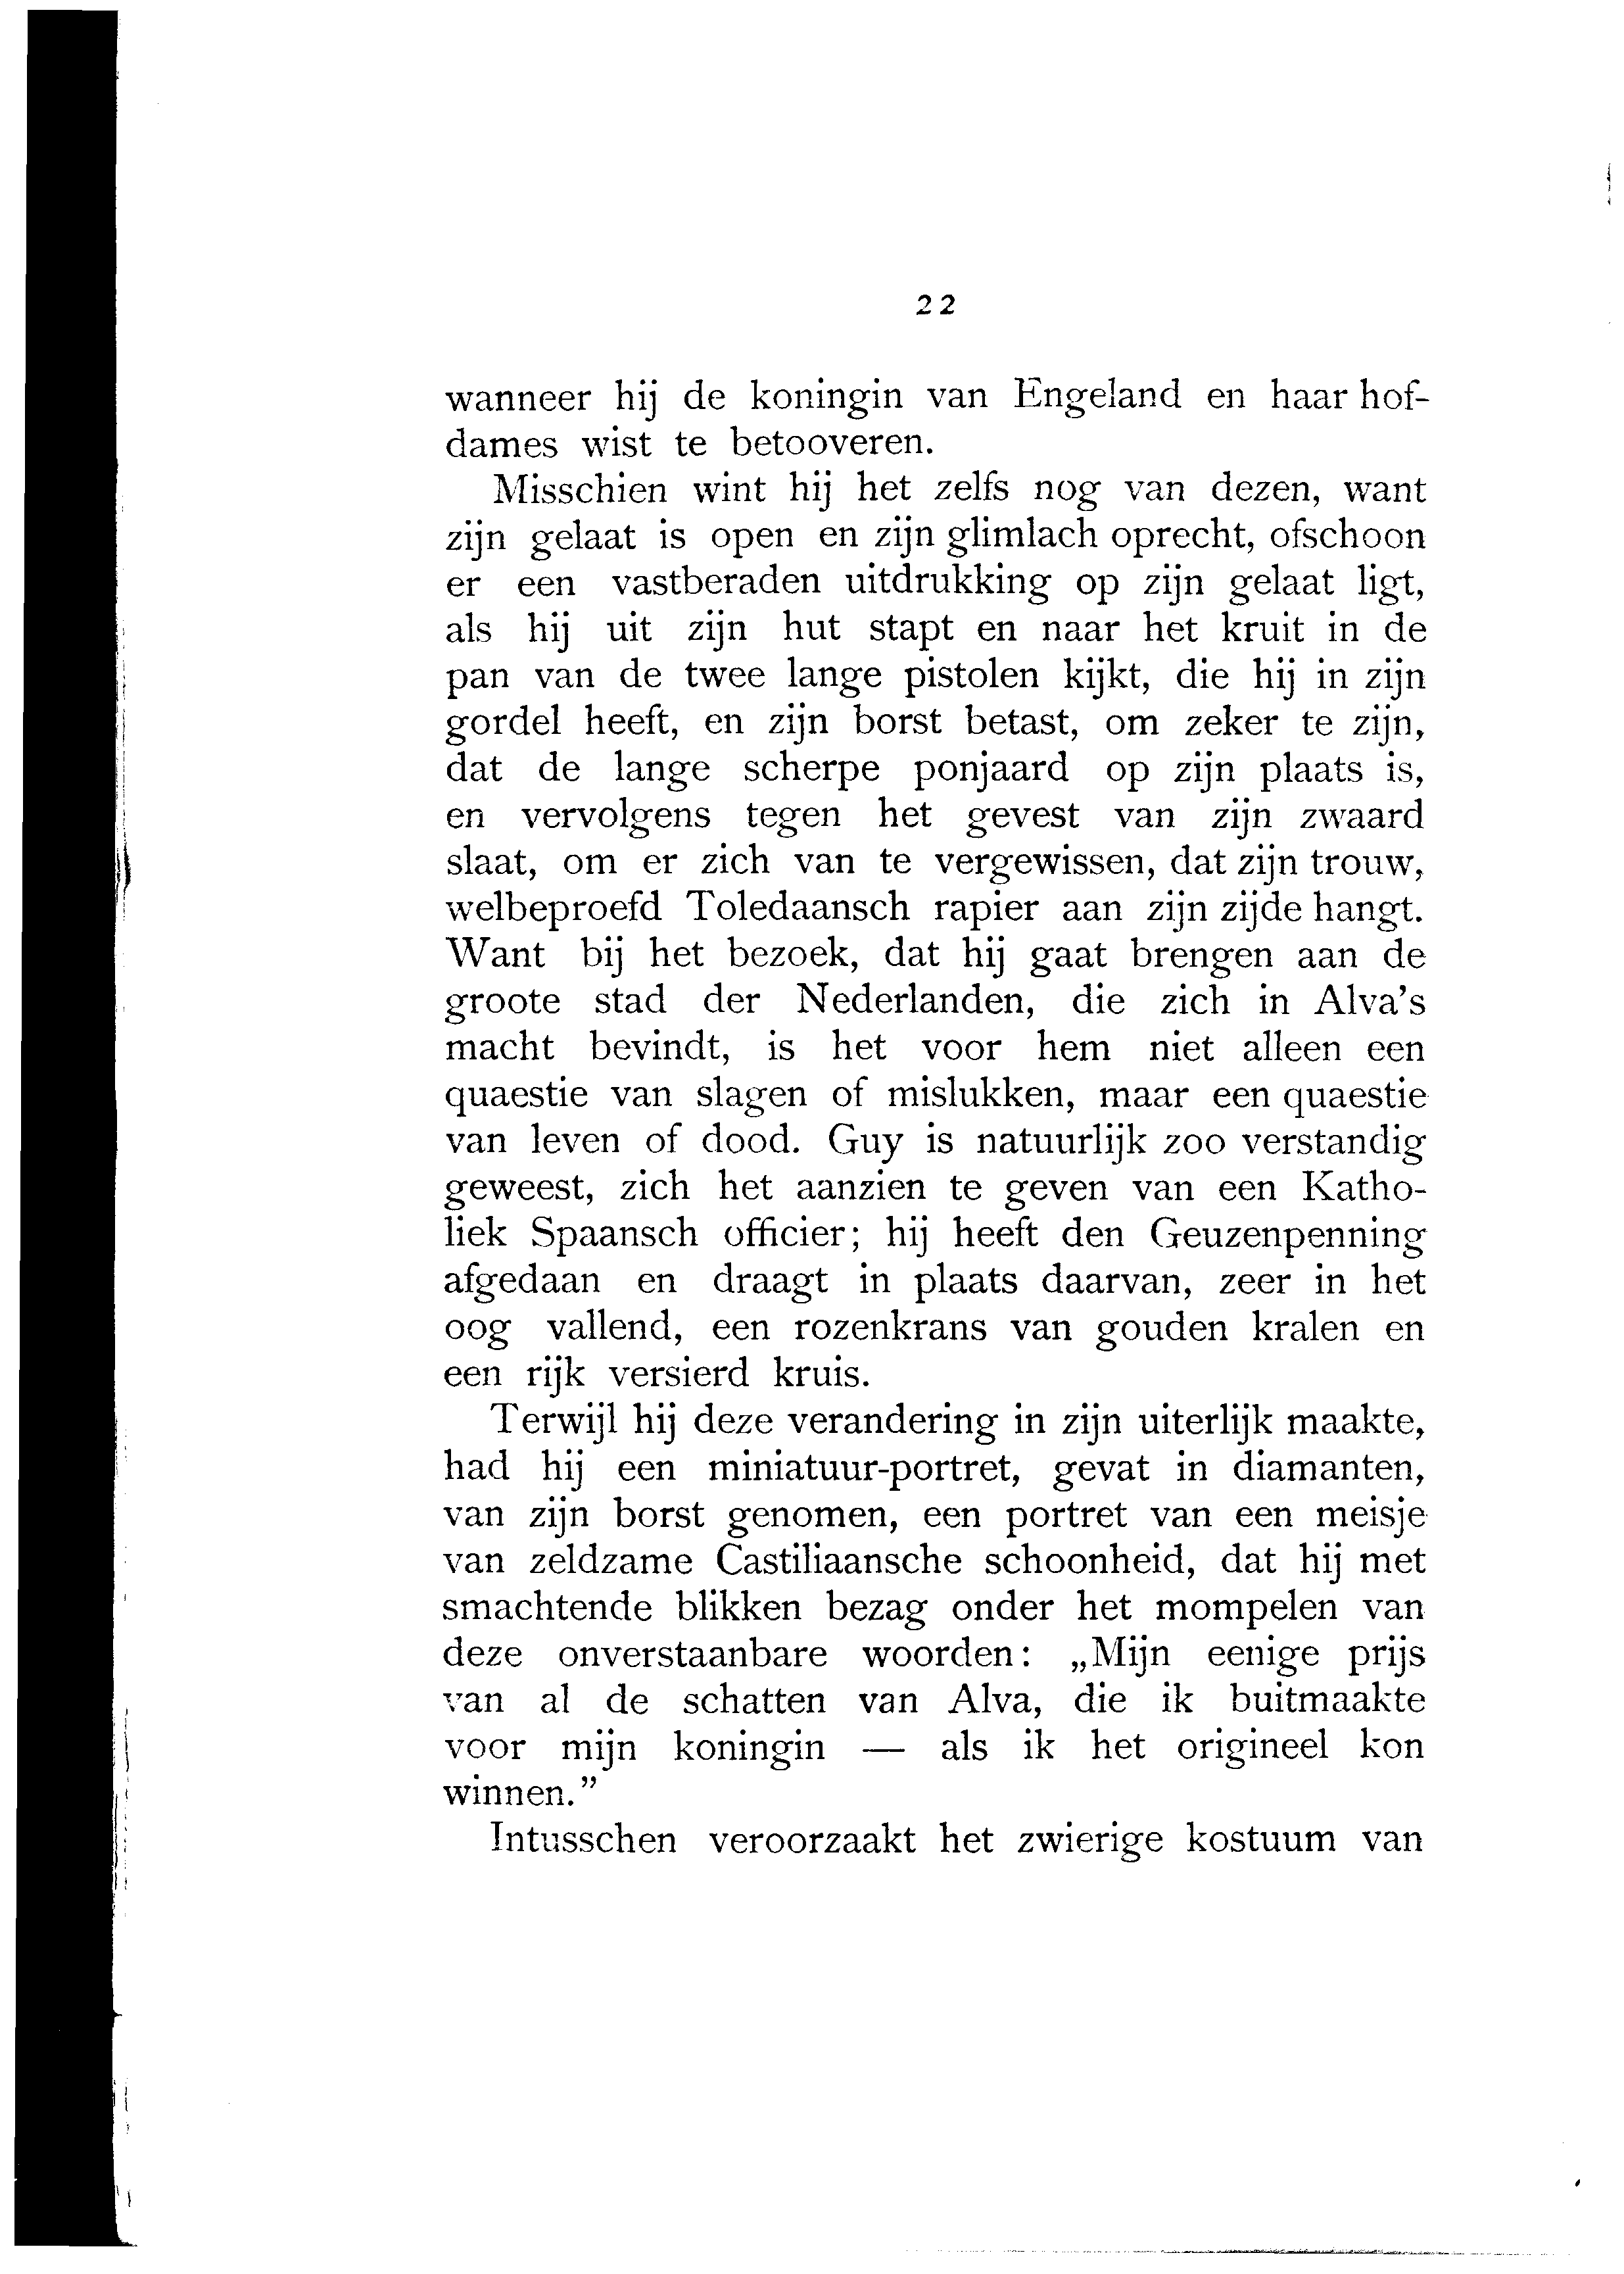 22
wanneer hij de koningin van Engeland en haar hof-
dames wist te betooveren.
Misschien wint hij het zelfs nog van dezen, want
zijn gelaat is open en zijn glimlach oprecht, ofschoon
er een vastberaden uitdrukking op zijn gelaat ligt,
als hij uit zijn hut stapt en naar het kruit in de
pan van de twee lange pistolen kijkt, die hij in zijn
gordel heeft, en zijn borst betast, om zeker te zijn,
dat de lange scherpe ponjaard op zijn plaats is,
en vervolgens tegen het gevest van zijn zwaard
slaat, om er zich van te vergewissen, dat zijn trouw,
welbeproefd Toledaansch rapier aan zijn zijde hangt.
Want bij het bezoek, dat hij gaat brengen aan de
groote stad der Nederlanden, die zich in Alva's
macht bevindt, is het voor hem niet alleen een
quaestie van slagen of mislukken, maar een quaestie
van leven of dood. Guy is natuurlijk zoo verstandig
geweest, zich het aanzien te geven van een Katho-
liek Spaansch officier; hij heeft den Geuzenpenning
afgedaan en draagt in plaats daarvan, zeer in het
oog vallend, een rozenkrans van gouden kralen en
een rijk versierd kruis.
Terwijl hij deze verandering in zijn uiterlijk maakte,
had hij een miniatuur-portret, gevat in diamanten,
van zijn borst genomen, een portret van een meisje
van zeldzame Castiliaansche schoonheid, dat hij met
smachtende blikken bezag onder het mompelen van
deze onverstaanbare woorden: „Mijn eenige prijs
van al de schatten van Alva, die ik buitmaakte
voor mijn koningin — als ik het origineel kon
winnen.”
Intusschen veroorzaakt het zwierige kostuum van